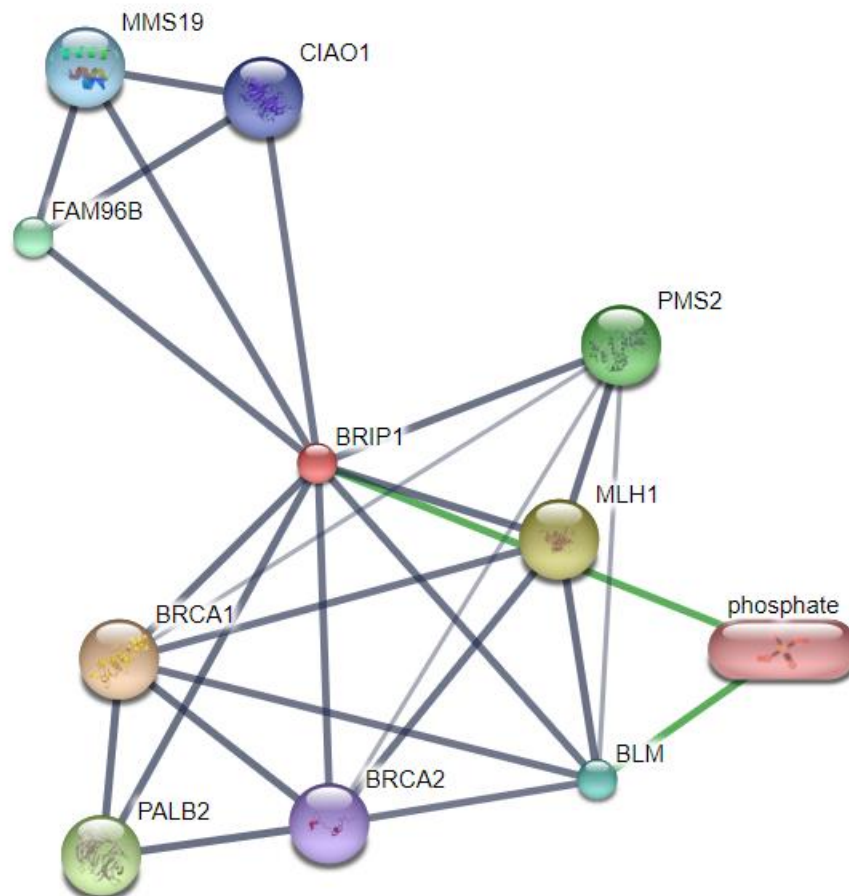 MMS19
CIAO1
FAM96B
PMS2
BRIP1
MLH1
phosphate
BRCA1
BLM
BRCA2
PALB2